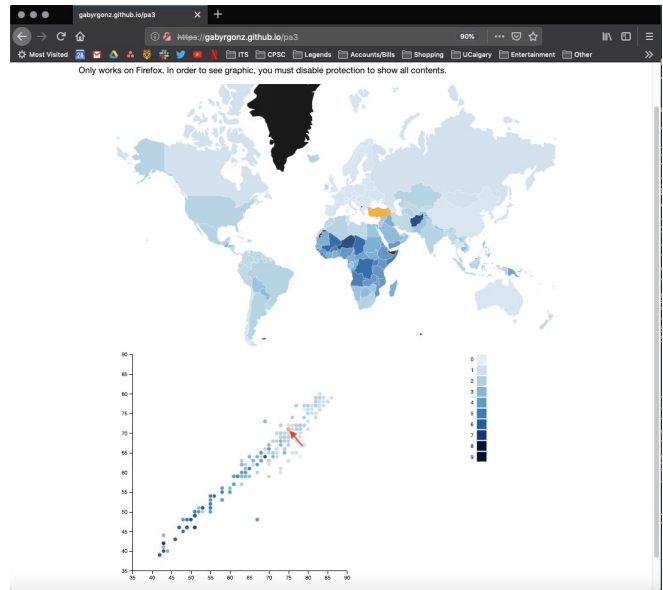 gabyrgonz.github.io/pa3
https://gabyrgonz.github.io/pa3
90%
Most Visited
ITS
CPSC
Legends
Accounts/Bills
Shopping
UCalgary
Entertainment
Other
Only works on Firefox. In order to see graphic, you must disable protection to show all contents.
90
85
80
75
70
65
60
55
50
45
40
35
35 40 45 50 55 60 65 70 75 80 85 90
0
1
2
3
4
5
6
7
8
9